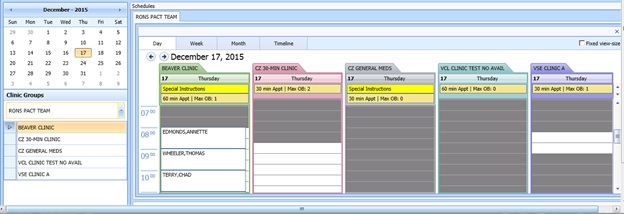 December - 2015
Sun Mon Tue Wed Thu Fri Sat
29 30 1 2 3 4 5
6 7 8 9 10 11 12
13 14 15 16 17 18 19
20 21 22 23 24 25 26
27 28 29 30 31 1 2
3 4 5 6 7 8 9
Clinic Groups
RONS PACT TEAM
BEAVER CLINIC
CZ 30-MIN CLINIC
CZ GENERAL MEDS
VCL CLINIC TEST NO AVAIL
VSE CLINIC A
Schedules
RONS PACT TEAM
Day Week Month Timeline Fixed view-size
December 17, 2015
BEAVER CLINIC CZ 30-MIN CLINIC CZ GENERAL MEDS VCL CLINIC TEST NO AVAIL VSE CLINIC A
17 Thursday 17 Thursday 17 Thursday 17 Thursday 17 Thursday
Special Instructions Special Instructions
60 min Appt | Max OB: 1 30 min Appt | Max OB: 2 30 min Appt | Max OB: 0 60 min Appt | Max OB: 0 30 min Appt | Max OB: 1
07 00
08 00 EDMONDS,ANNETTE
09 00 WHEELER,THOMAS
10 00 TERRY,CHAD